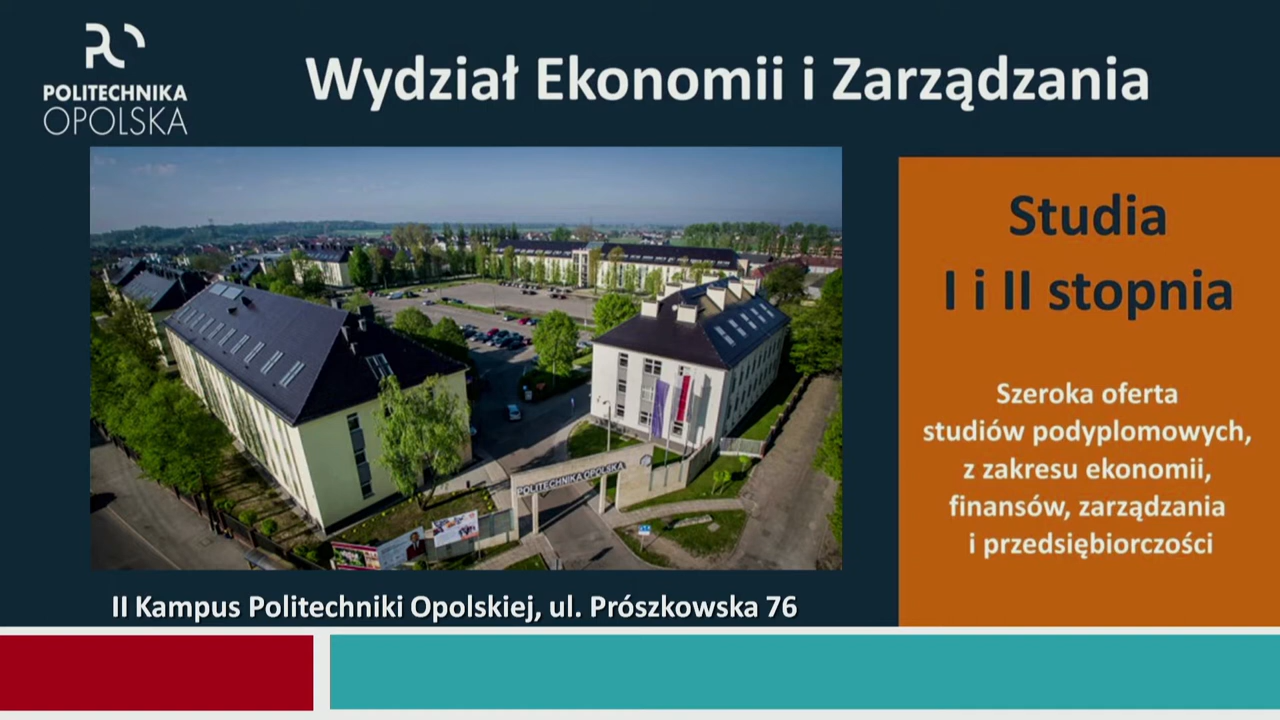 POLITECHNIKA
OPOLSKA
Wydział Ekonomii i Zarządzania
Studia
I i II stopnia
Szeroka oferta
studiów podyplomowych,
z zakresu ekonomii,
finansów, zarządzania
i przedsiębiorczości
POLITECHNIKA OPOLSKA
II Kampus Politechniki Opolskiej, ul. Prószkowska 76